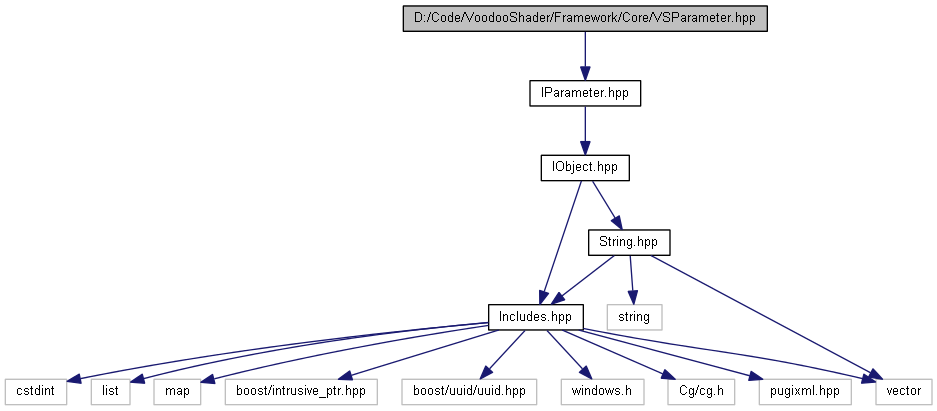 D:/Code/VoodooShader/Framework/Core/VSParameter.hpp
IParameter.hpp
IObject.hpp
String.hpp
Includes.hpp
string
cstdint
list
map
boost/intrusive_ptr.hpp
boost/uuid/uuid.hpp
windows.h
Cg/cg.h
pugixml.hpp
vector